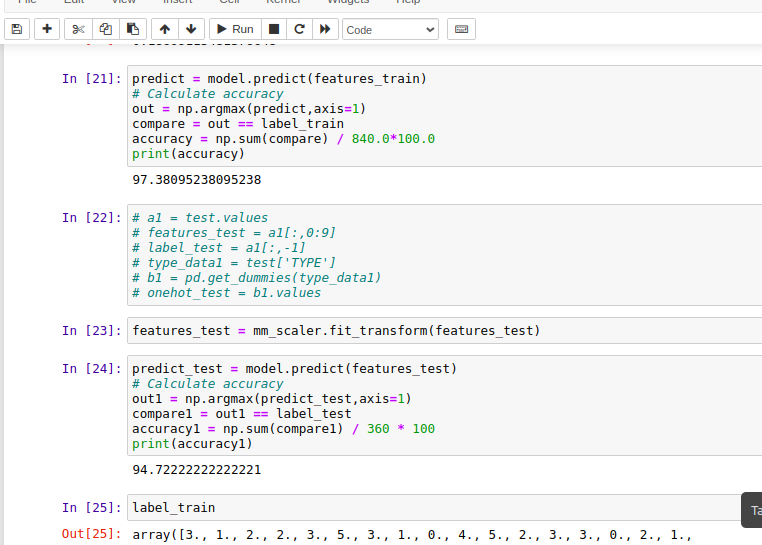 File Edit View Insert Cell Kernel Widgets Help
Run Code
In [21]: predict = model.predict(features_train)
# Calculate accuracy
out = np.argmax(predict,axis=1)
compare = out == label_train
accuracy = np.sum(compare) / 840.0*100.0
print(accuracy)
97.38095238095238
In [22]: # a1 = test.values
# features_test = a1[:,0:9]
# label_test = a1[:,-1]
# type_data1 = test['TYPE']
# b1 = pd.get_dummies(type_data1)
# onehot_test = b1.values
In [23]: features_test = mm_scaler.fit_transform(features_test)
In [24]: predict_test = model.predict(features_test)
# Calculate accuracy
out1 = np.argmax(predict_test,axis=1)
compare1 = out1 == label_test
accuracy1 = np.sum(compare1) / 360 * 100
print(accuracy1)
94.72222222222221
In [25]: label_train
Ta
Out[25]: array([3., 1., 2., 2., 3., 5., 3., 1., 0., 4., 5., 2., 3., 3., 0., 2., 1.,